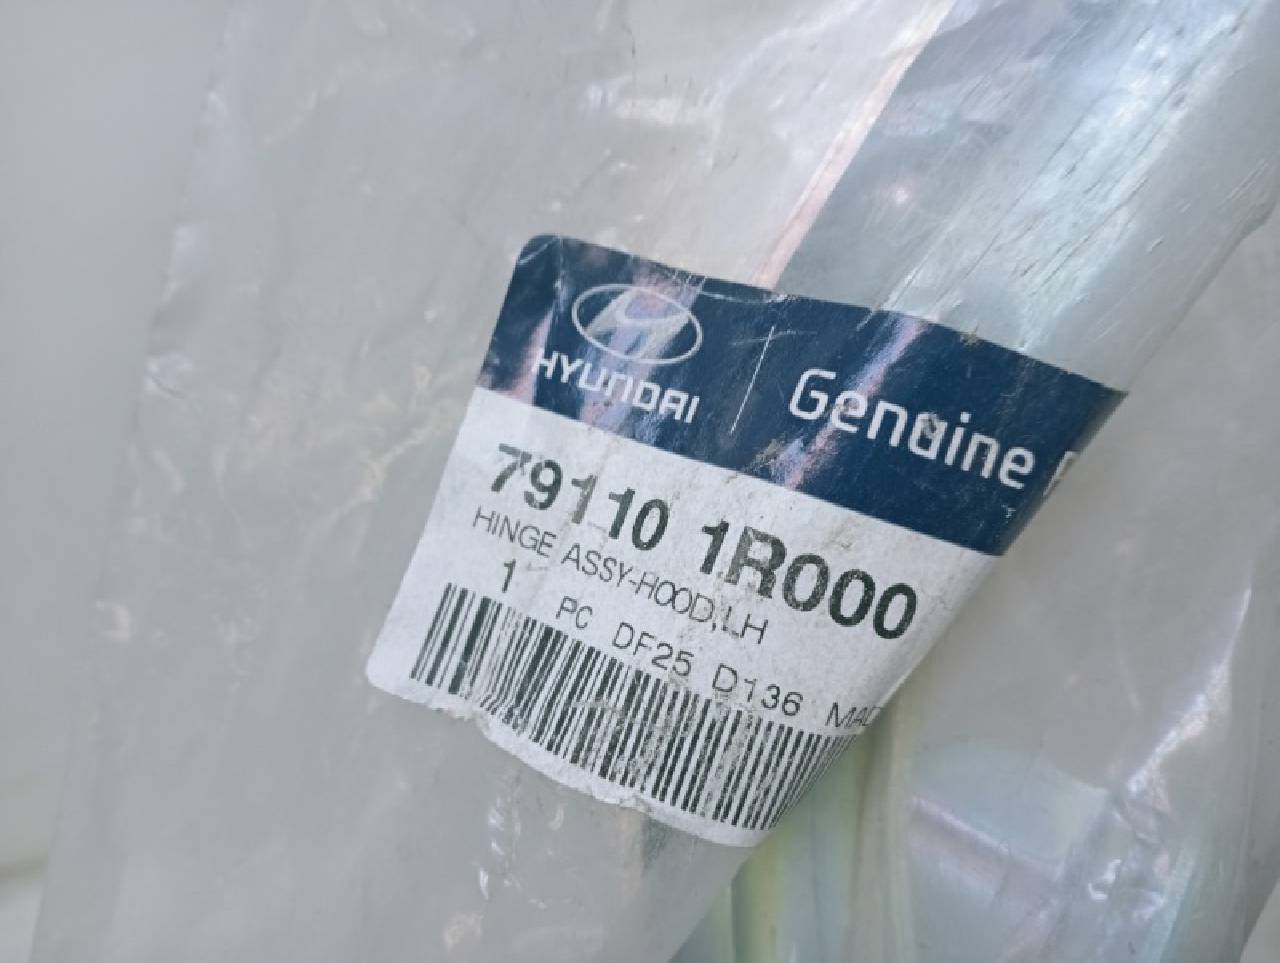 HYUNDAI
Genuine
79110 1R000
HINGE ASSY-HOOD,LH
1 PC DF25 D136